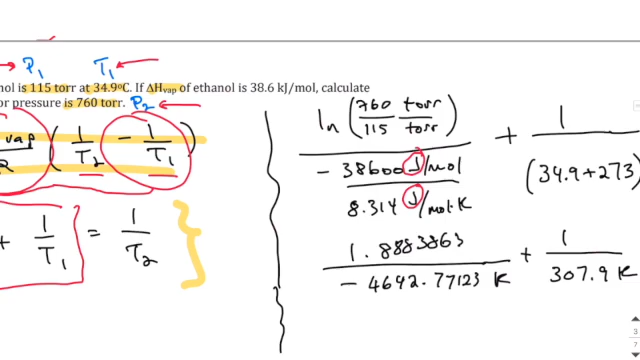 P₁ T₁
nol is 115 torr at 34.9°C. If ΔHvap of ethanol is 38.6 kJ/mol, calculate
or pressure is 760 torr. P₂
vap ( 1/T₂ − 1/T₁ )
+ 1/T₁ = 1/T₂ }
ln ( 760 torr / 115 torr ) + 1
− 38600 J/mol (34.9+273)
8.314 J/mol K
1.8883863 + 1
− 4642.77123 K 307.9 K
3
7